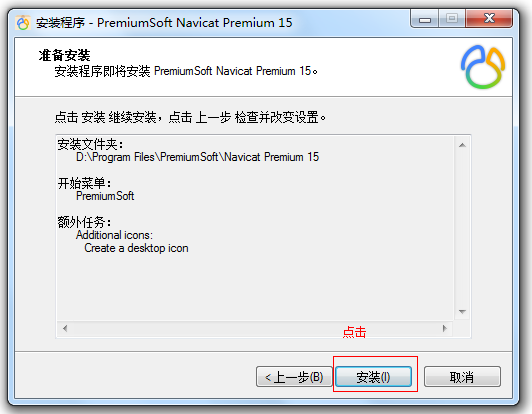 安装程序 - PremiumSoft Navicat Premium 15
准备安装
安装程序即将安装 PremiumSoft Navicat Premium 15。
点击 安装 继续安装，点击 上一步 检查并改变设置。
安装文件夹：
D:\Program Files\PremiumSoft\Navicat Premium 15
开始菜单：
PremiumSoft
额外任务：
Additional icons:
Create a desktop icon
点击
< 上一步(B)
安装(I)
取消